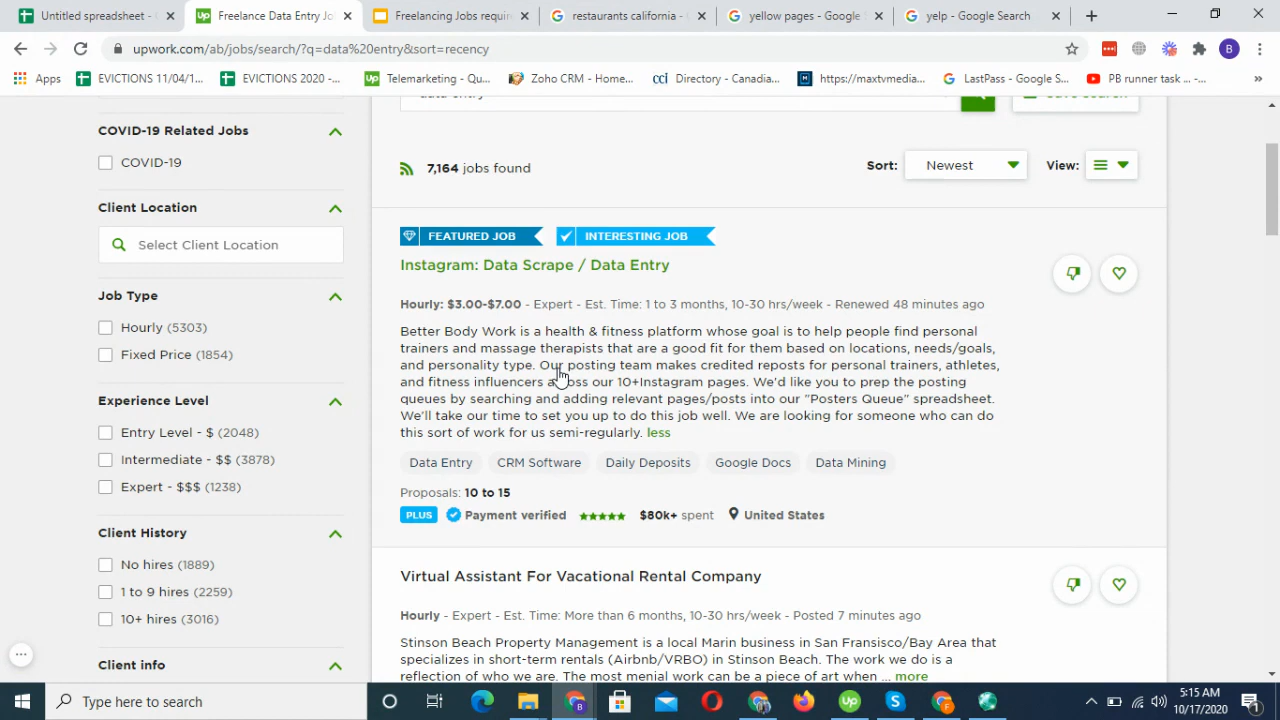 Untitled spreadsheet -
Freelance Data Entry Jo
Freelancing Jobs requir
restaurants california -
yellow pages - Google
yelp - Google Search
upwork.com/ab/jobs/search/?q=data%20entry&sort=recency
B
Apps
EVICTIONS 11/04/1...
EVICTIONS 2020 -...
Telemarketing - Qu...
Zoho CRM - Home...
cci Directory - Canadia...
https://maxtvmedia...
LastPass - Google S...
PB runner task ... -...
»
COVID-19 Related Jobs
COVID-19
Client Location
Select Client Location
Job Type
Hourly (5303)
Fixed Price (1854)
Experience Level
Entry Level - $ (2048)
Intermediate - $$ (3878)
Expert - $$$ (1238)
Client History
No hires (1889)
1 to 9 hires (2259)
10+ hires (3016)
Client info
data entry
Save Search
7,164 jobs found
Sort: Newest
View:
FEATURED JOB
INTERESTING JOB
Instagram: Data Scrape / Data Entry
Hourly: $3.00-$7.00 - Expert - Est. Time: 1 to 3 months, 10-30 hrs/week - Renewed 48 minutes ago
Better Body Work is a health & fitness platform whose goal is to help people find personal
trainers and massage therapists that are a good fit for them based on locations, needs/goals,
and personality type. Our posting team makes credited reposts for personal trainers, athletes,
and fitness influencers across our 10+Instagram pages. We'd like you to prep the posting
queues by searching and adding relevant pages/posts into our "Posters Queue" spreadsheet.
We'll take our time to set you up to do this job well. We are looking for someone who can do
this sort of work for us semi-regularly. less
Data Entry
CRM Software
Daily Deposits
Google Docs
Data Mining
Proposals: 10 to 15
PLUS
Payment verified
$80k+ spent
United States
Virtual Assistant For Vacational Rental Company
Hourly - Expert - Est. Time: More than 6 months, 10-30 hrs/week - Posted 7 minutes ago
Stinson Beach Property Management is a local Marin business in San Fransisco/Bay Area that
specializes in short-term rentals (Airbnb/VRBO) in Stinson Beach. The work we do is a
reflection of who we are. The most menial work can be a piece of art when ... more
Type here to search
5:15 AM
10/17/2020